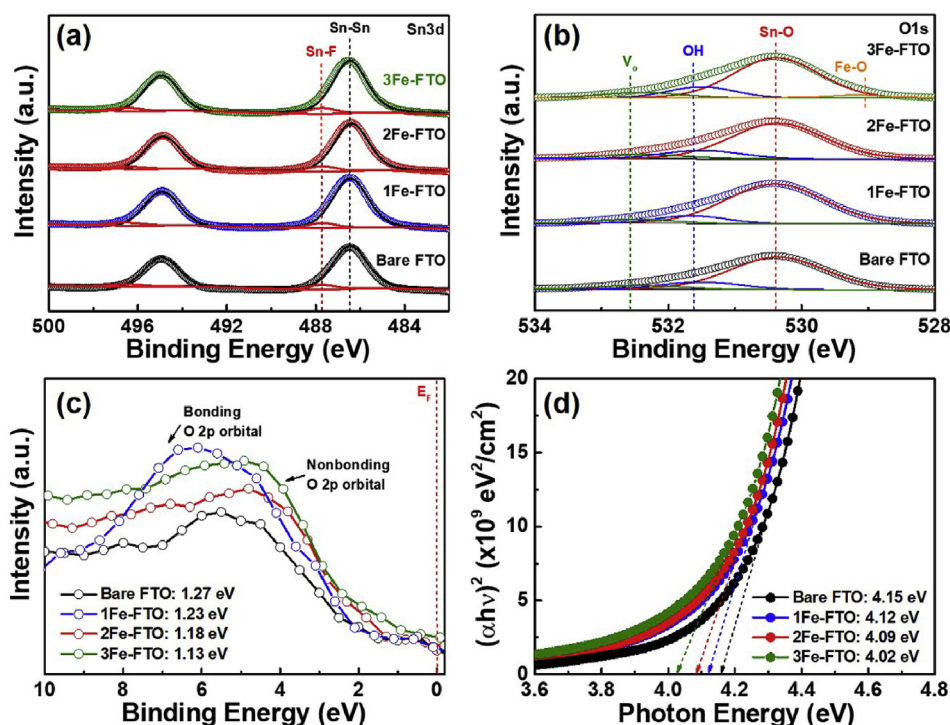 (a)
Sn3d
Sn-Sn
Sn-F
3Fe-FTO
2Fe-FTO
1Fe-FTO
Bare FTO
Intensity (a.u.)
500 496 492 488 484
Binding Energy (eV)
(b)
O1s
Sn-O
3Fe-FTO
Vo
OH
Fe-O
2Fe-FTO
1Fe-FTO
Bare FTO
Intensity (a.u.)
534 532 530 528
Binding Energy (eV)
(c)
EF
Bonding
O 2p orbital
Nonbonding
O 2p orbital
Bare FTO: 1.27 eV
1Fe-FTO: 1.23 eV
2Fe-FTO: 1.18 eV
3Fe-FTO: 1.13 eV
Intensity (a.u.)
10 8 6 4 2 0
Binding Energy (eV)
(d)
20
15
10
5
0
(αhν)² (x10⁹ eV²/cm²)
Bare FTO: 4.15 eV
1Fe-FTO: 4.12 eV
2Fe-FTO: 4.09 eV
3Fe-FTO: 4.02 eV
3.6 3.8 4.0 4.2 4.4 4.6 4.8
Photon Energy (eV)